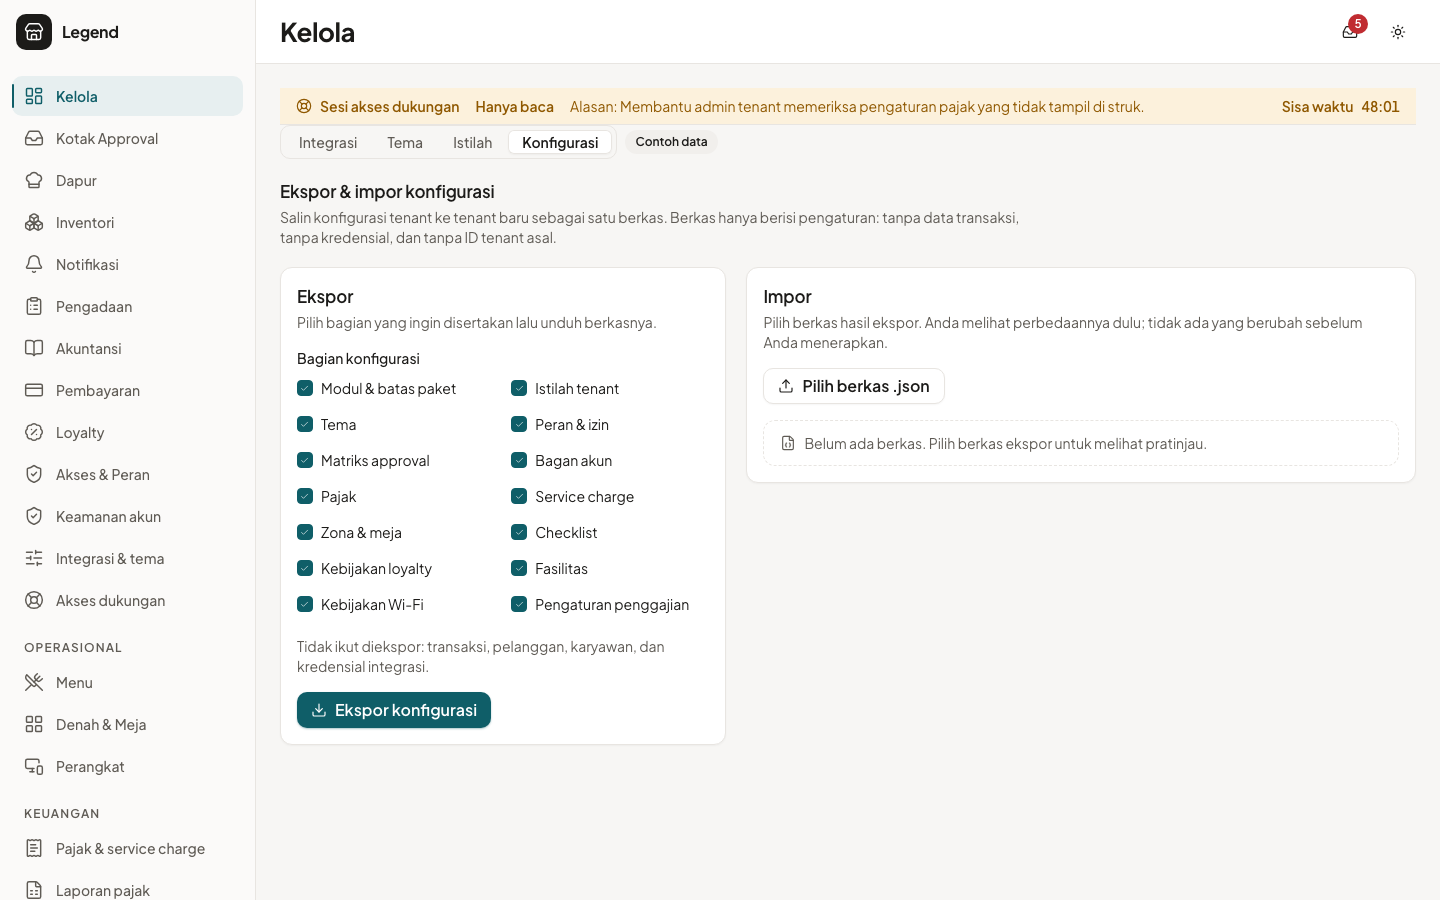 Legend
Kelola
Kotak Approval
Dapur
Inventori
Notifikasi
Pengadaan
Akuntansi
Pembayaran
Loyalty
Akses & Peran
Keamanan akun
Integrasi & tema
Akses dukungan
OPERASIONAL
Menu
Denah & Meja
Perangkat
KEUANGAN
Pajak & service charge
Laporan pajak
Kelola
5
Sesi akses dukungan Hanya baca Alasan: Membantu admin tenant memeriksa pengaturan pajak yang tidak tampil di struk. Sisa waktu 48:01
Integrasi Tema Istilah Konfigurasi Contoh data
Ekspor & impor konfigurasi
Salin konfigurasi tenant ke tenant baru sebagai satu berkas. Berkas hanya berisi pengaturan: tanpa data transaksi,
tanpa kredensial, dan tanpa ID tenant asal.
Ekspor
Pilih bagian yang ingin disertakan lalu unduh berkasnya.
Bagian konfigurasi
Modul & batas paket Istilah tenant
Tema Peran & izin
Matriks approval Bagan akun
Pajak Service charge
Zona & meja Checklist
Kebijakan loyalty Fasilitas
Kebijakan Wi-Fi Pengaturan penggajian
Tidak ikut diekspor: transaksi, pelanggan, karyawan, dan
kredensial integrasi.
Ekspor konfigurasi
Impor
Pilih berkas hasil ekspor. Anda melihat perbedaannya dulu; tidak ada yang berubah sebelum
Anda menerapkan.
Pilih berkas .json
Belum ada berkas. Pilih berkas ekspor untuk melihat pratinjau.